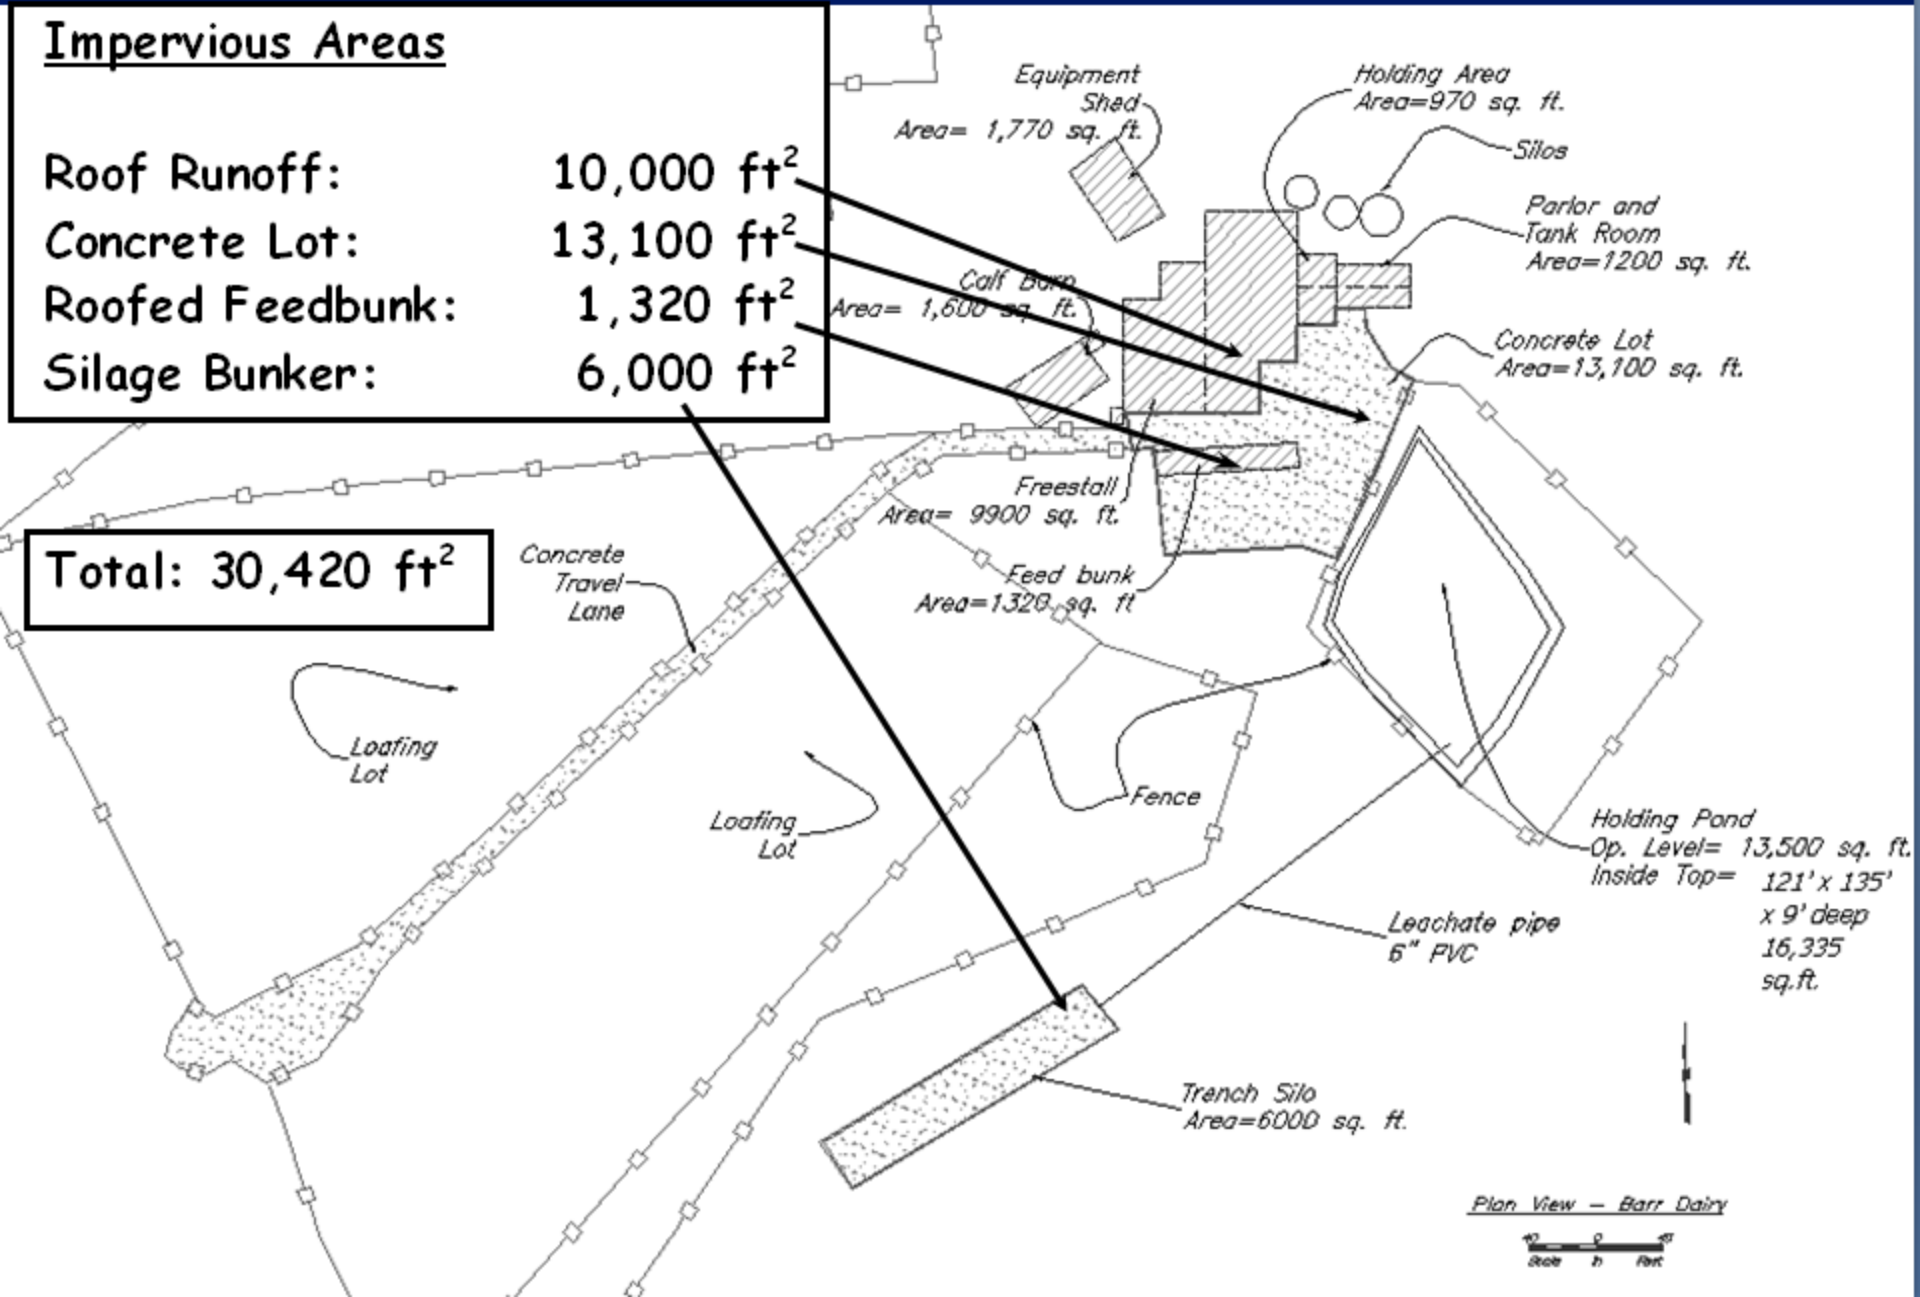 Impervious Areas
Roof Runoff: 10,000 ft²
Concrete Lot: 13,100 ft²
Roofed Feedbunk: 1,320 ft²
Silage Bunker: 6,000 ft²
Total: 30,420 ft²
Equipment
Shed
Area= 1,770 sq. ft.
Holding Area
Area=970 sq. ft.
Silos
Parlor and
Tank Room
Area=1200 sq. ft.
Calf Barn
Area= 1,600 sq. ft.
Concrete Lot
Area=13,100 sq. ft.
Freestall
Area= 9900 sq. ft.
Feed bunk
Area=1320 sq. ft
Concrete
Travel
Lane
Loafing
Lot
Loafing
Lot
Fence
Holding Pond
Op. Level= 13,500 sq. ft.
Inside Top= 121' x 135'
x 9' deep
16,335
sq.ft.
Leachate pipe
6" PVC
Trench Silo
Area=6000 sq. ft.
Plan View – Barr Dairy
0
Scale In Feet